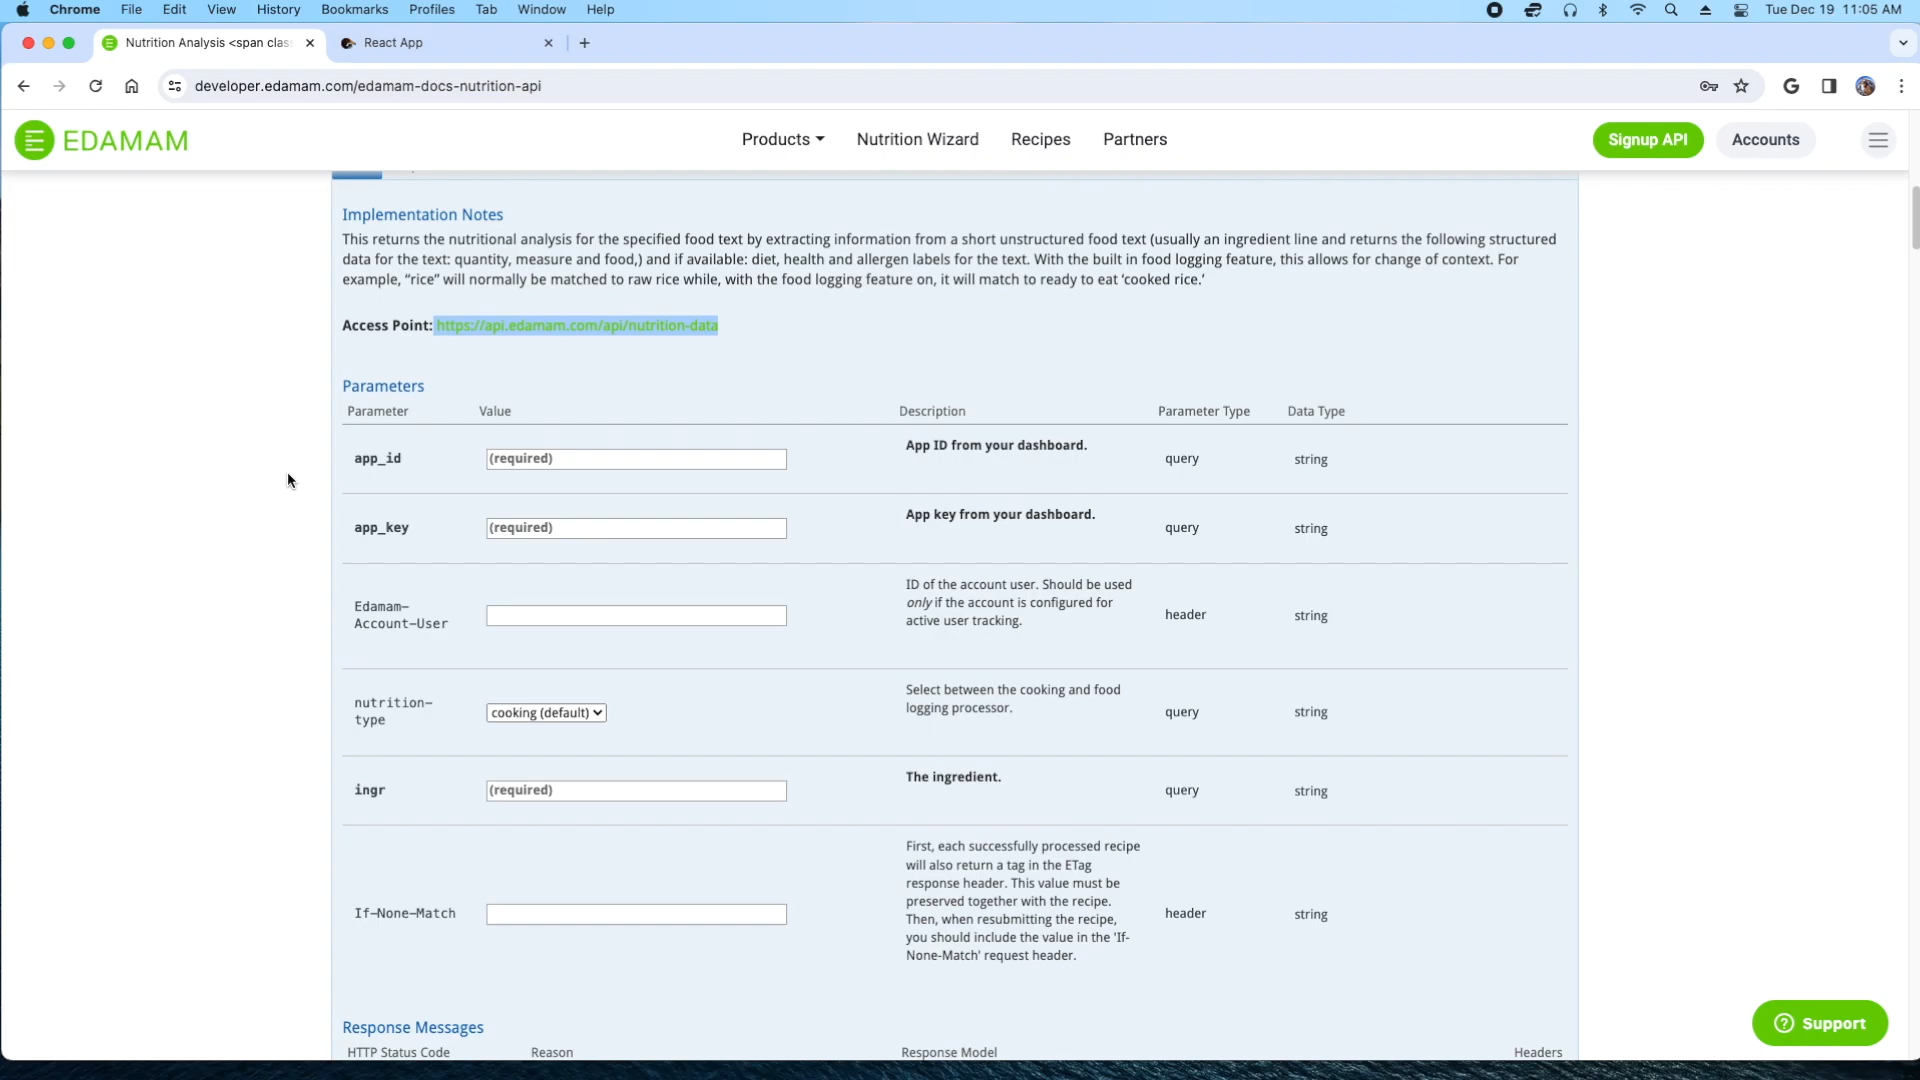 Chrome File Edit View History Bookmarks Profiles Tab Window Help Tue Dec 19 11:05 AM
Nutrition Analysis <span clas React App
developer.edamam.com/edamam-docs-nutrition-api
EDAMAM Products Nutrition Wizard Recipes Partners Signup API Accounts
Implementation Notes
This returns the nutritional analysis for the specified food text by extracting information from a short unstructured food text (usually an ingredient line and returns the following structured
data for the text: quantity, measure and food,) and if available: diet, health and allergen labels for the text. With the built in food logging feature, this allows for change of context. For
example, “rice” will normally be matched to raw rice while, with the food logging feature on, it will match to ready to eat ‘cooked rice.’
Access Point: https://api.edamam.com/api/nutrition-data
Parameters
Parameter Value Description Parameter Type Data Type
App ID from your dashboard.
app_id (required) query string
App key from your dashboard.
app_key (required) query string
ID of the account user. Should be used
only if the account is configured for
active user tracking.
Edamam-
Account-User header string
Select between the cooking and food
logging processor.
nutrition-
type cooking (default) query string
The ingredient.
ingr (required) query string
First, each successfully processed recipe
will also return a tag in the ETag
response header. This value must be
preserved together with the recipe.
Then, when resubmitting the recipe,
you should include the value in the 'If-
None-Match' request header.
If-None-Match header string
Response Messages
HTTP Status Code Reason Response Model Headers
Support